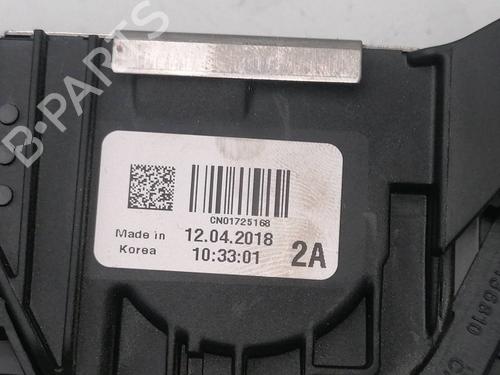 B·PARTS
CN01725168
Made in
Korea
12.04.2018
10:33:01
2A